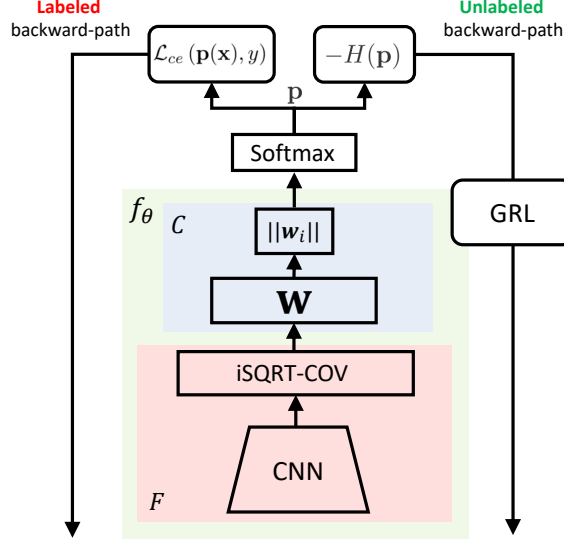 Labeled
backward-path
Unlabeled
backward-path
ℒ_ce (p(x), y)
−H(p)
p
Softmax
f_θ
C
||w_i||
GRL
W
iSQRT-COV
CNN
F